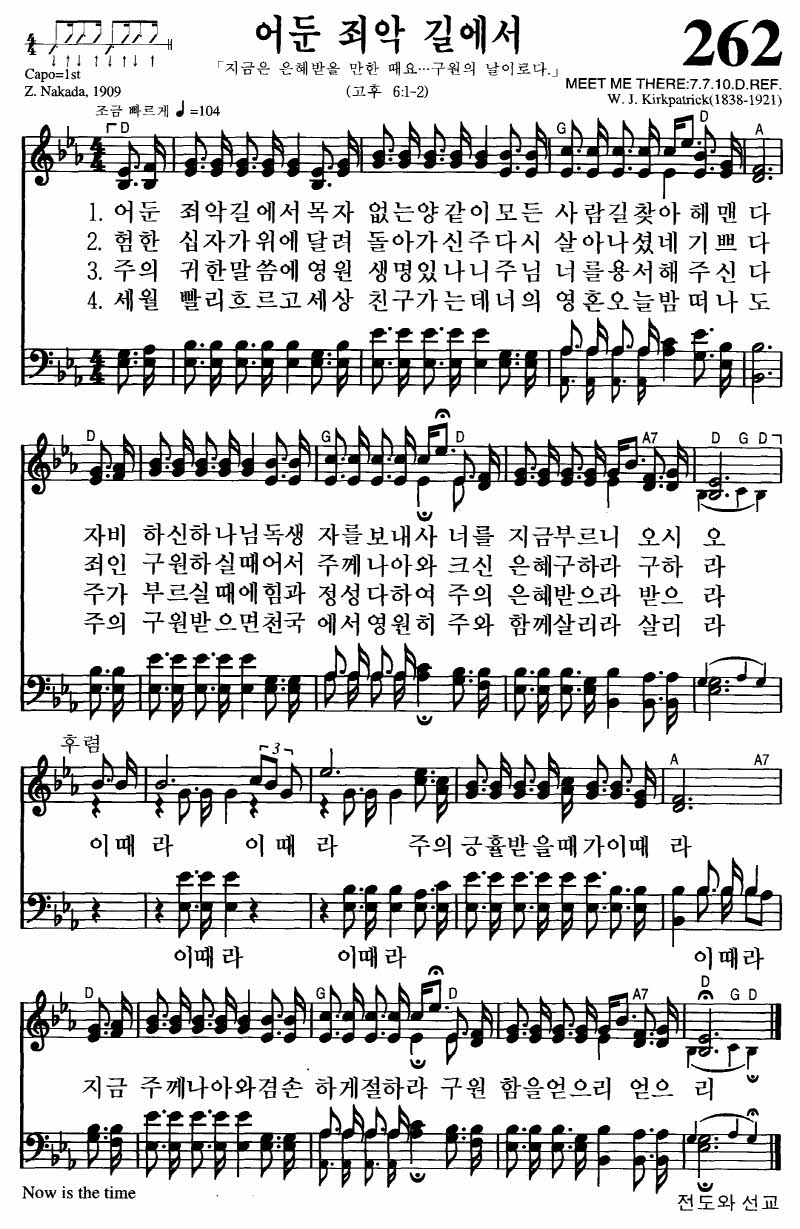 어둔 죄악 길에서
262
「지금은 은혜받을 만한 때요…구원의 날이로다.」
Capo=1st
MEET ME THERE:7.7.10.D.REF.
Z. Nakada, 1909
(고후 6:1-2)
W. J. Kirkpatrick(1838-1921)
조금 빠르게 ♩=104
D G D A
1. 어둔 죄악길에서목자 없는양같이모든 사람길찾아해맨다
2. 험한 십자가위에달려 돌아가신주다시 살아나셨네기쁘다
3. 주의 귀한말씀에영원 생명있나니주님 너를용서해주신다
4. 세월 빨리흐르고세상 친구가는데너의 영혼오늘밤떠나도
D G D A7 D G D
자비 하신하나님독생 자를보내사 너를 지금부르니 오시 오
죄인 구원하실때어서 주께나아와 크신 은혜구하라 구하 라
주가 부르실때에힘과 정성다하여 주의 은혜받으라 받으 라
주의 구원받으면천국 에서영원히 주와 함께살리라 살리 라
후렴
3
A A7
이때라 이때라 주의긍휼받을때가이때라
이때라 이때라 이때라
D G D A7 D G D
지금 주께나아와겸손 하게절하라 구원 함을얻으리 얻으 리
Now is the time
전도와 선교